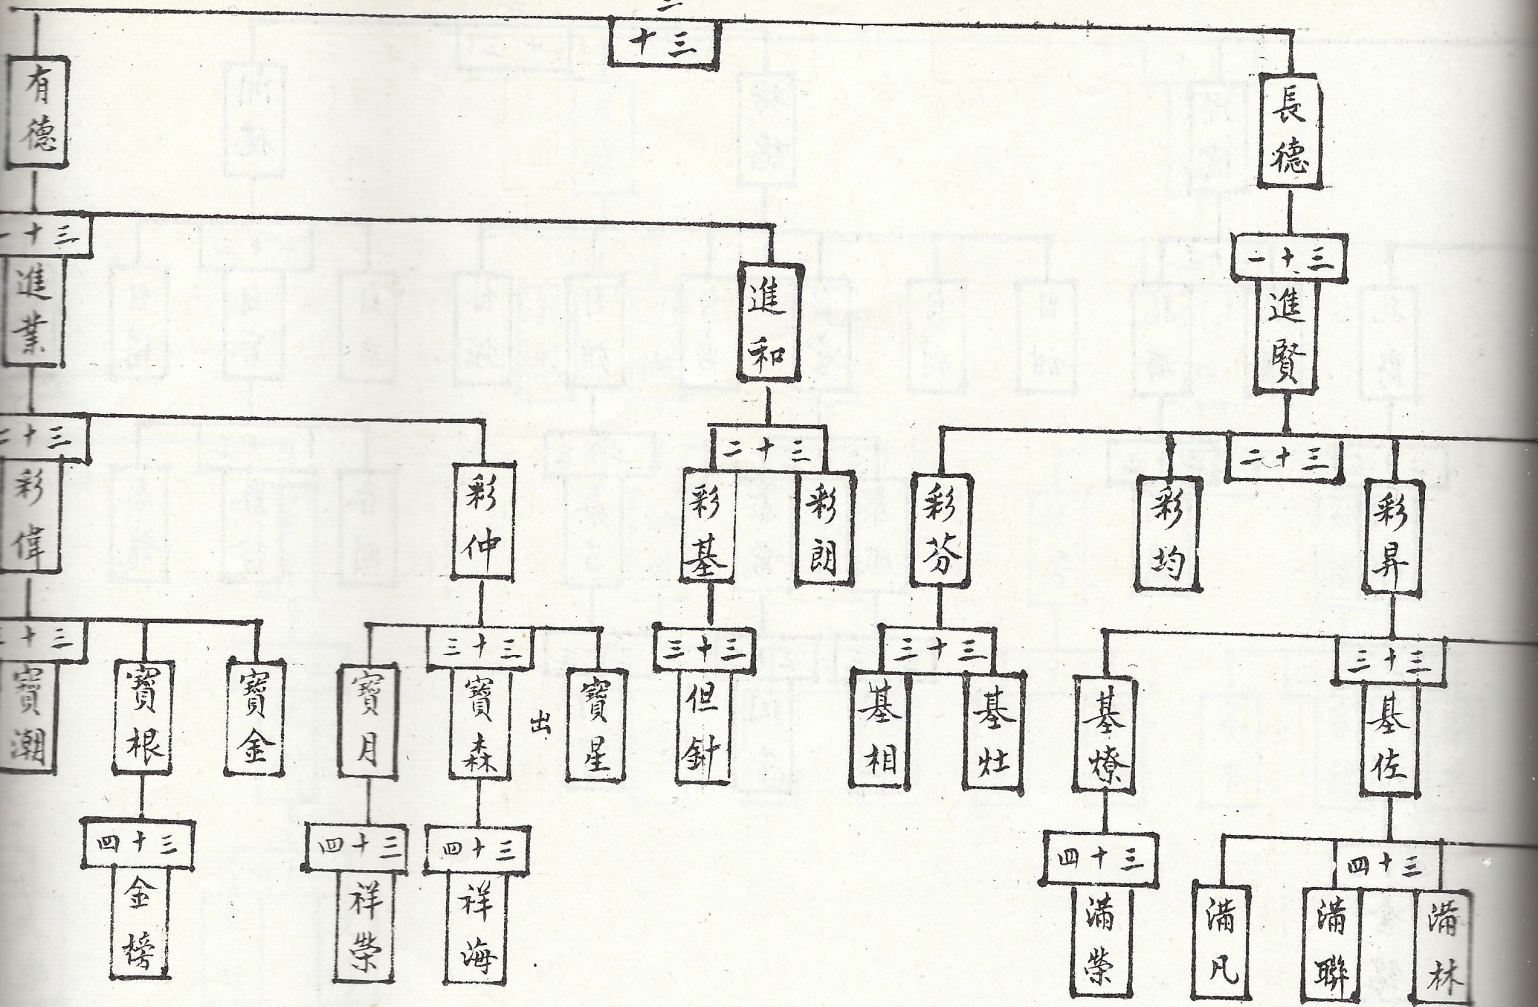 三十
長德
有德
三十一
進賢
進和
三十一
進業
三十二
彩昇
彩均
彩芬
三十二
彩朗
彩基
彩仲
三十二
彩偉
三十三
基佐
基燎
三十三
基灶
基相
三十三
但針
三十三
寶星
出
寶森
寶月
三十三
寶金
寶根
寶潮
三十四
滿林
滿聯
滿凡
三十四
滿榮
三十四
祥海
三十四
祥榮
三十四
金榜